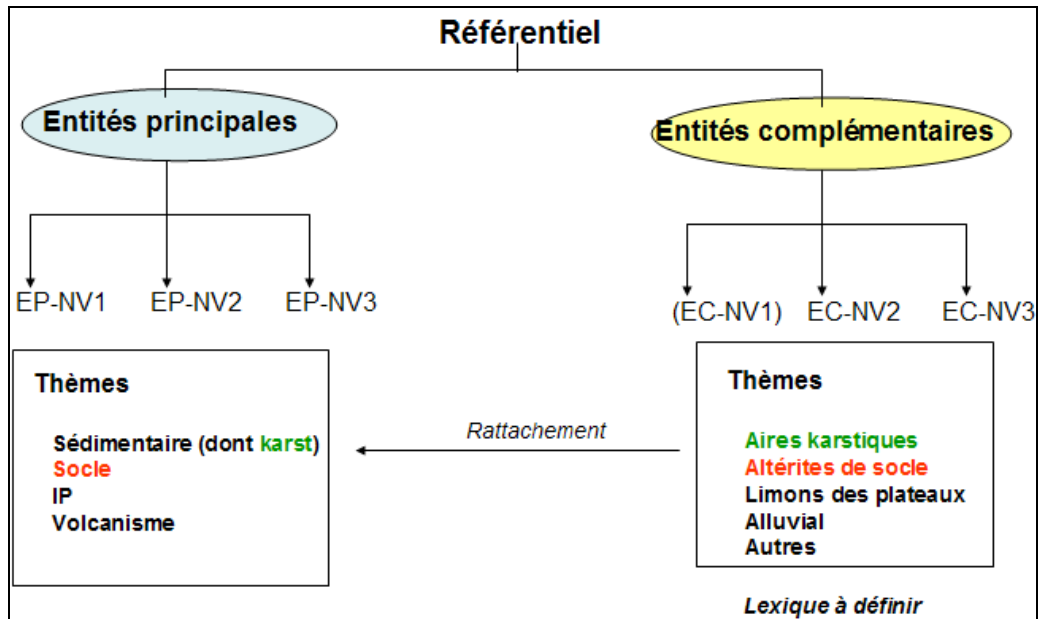 Référentiel
Entités principales
Entités complémentaires
EP-NV1 EP-NV2 EP-NV3
(EC-NV1) EC-NV2 EC-NV3
Thèmes
Sédimentaire (dont karst)
Socle
IP
Volcanisme
Rattachement
Thèmes
Aires karstiques
Altérites de socle
Limons des plateaux
Alluvial
Autres
Lexique à définir